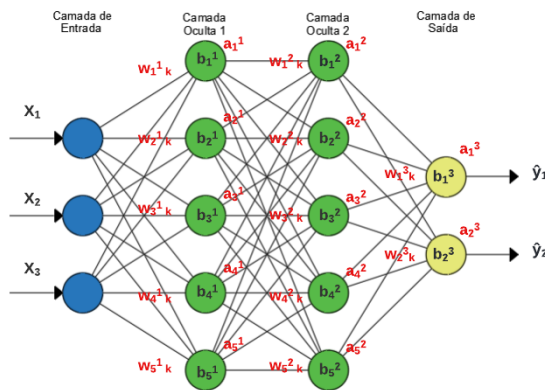 Camada de Entrada
Camada Oculta 1
Camada Oculta 2
Camada de Saída
a₁¹
a₁²
w₁¹ₖ
b₁¹
w₁²ₖ
b₁²
X₁
a₂¹
a₂²
w₂¹ₖ
b₂¹
w₂²ₖ
b₂²
a₁³
w₁³ₖ
b₁³
ŷ₁
X₂
a₃¹
a₃²
w₃¹ₖ
b₃¹
w₃²ₖ
b₃²
a₂³
w₂³ₖ
b₂³
ŷ₂
X₃
a₄¹
a₄²
w₄¹ₖ
b₄¹
w₄²ₖ
b₄²
a₅¹
a₅²
w₅¹ₖ
b₅¹
w₅²ₖ
b₅²